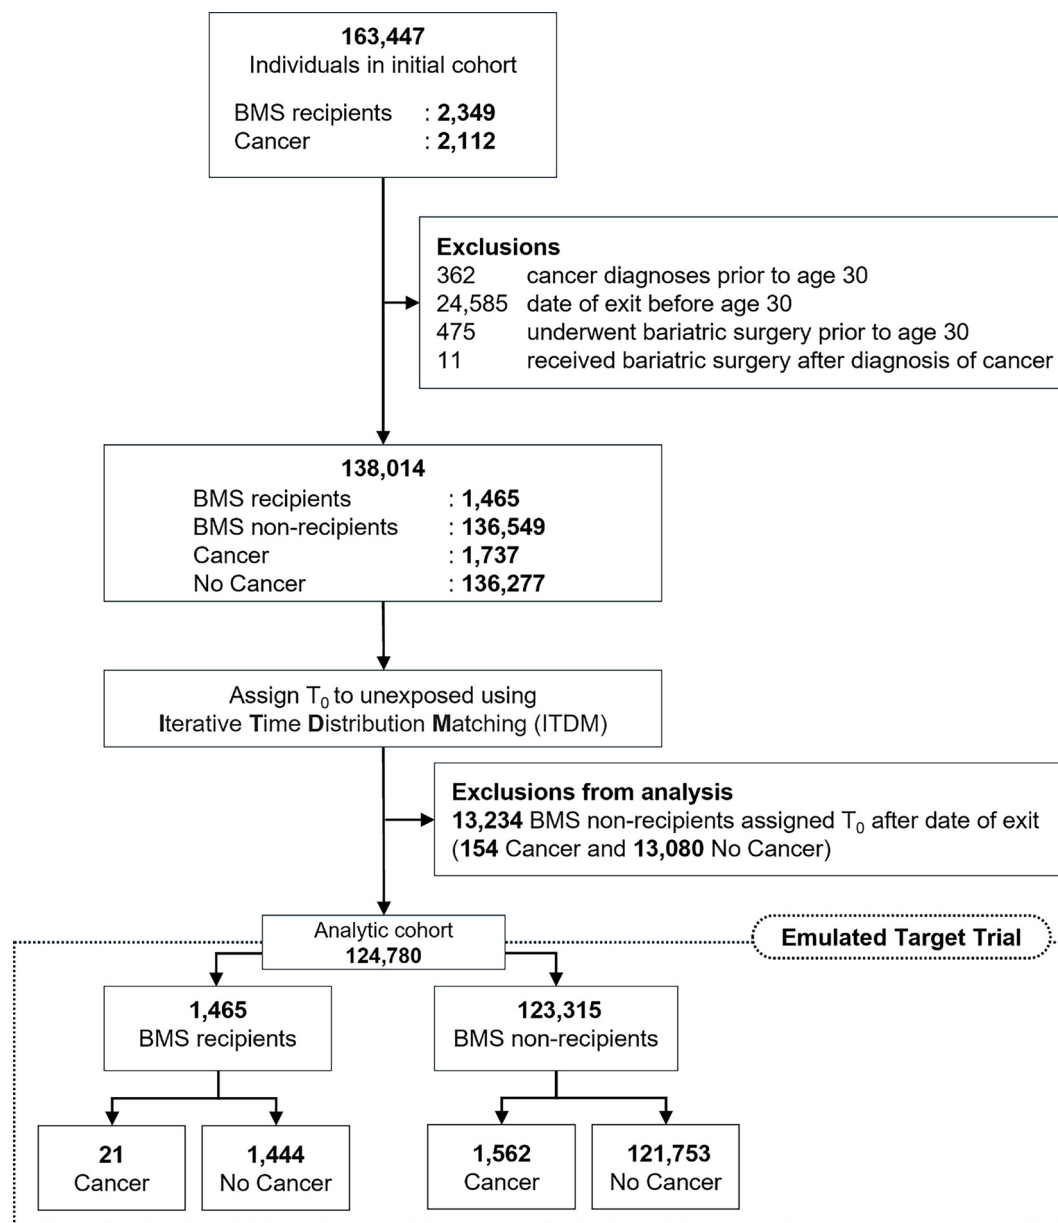 163,447
Individuals in initial cohort
BMS recipients : 2,349
Cancer : 2,112
Exclusions
362 cancer diagnoses prior to age 30
24,585 date of exit before age 30
475 underwent bariatric surgery prior to age 30
11 received bariatric surgery after diagnosis of cancer
138,014
BMS recipients : 1,465
BMS non-recipients : 136,549
Cancer : 1,737
No Cancer : 136,277
Assign T0 to unexposed using
Iterative Time Distribution Matching (ITDM)
Exclusions from analysis
13,234 BMS non-recipients assigned T0 after date of exit
(154 Cancer and 13,080 No Cancer)
Analytic cohort
124,780
Emulated Target Trial
1,465
BMS recipients
123,315
BMS non-recipients
21
Cancer
1,444
No Cancer
1,562
Cancer
121,753
No Cancer